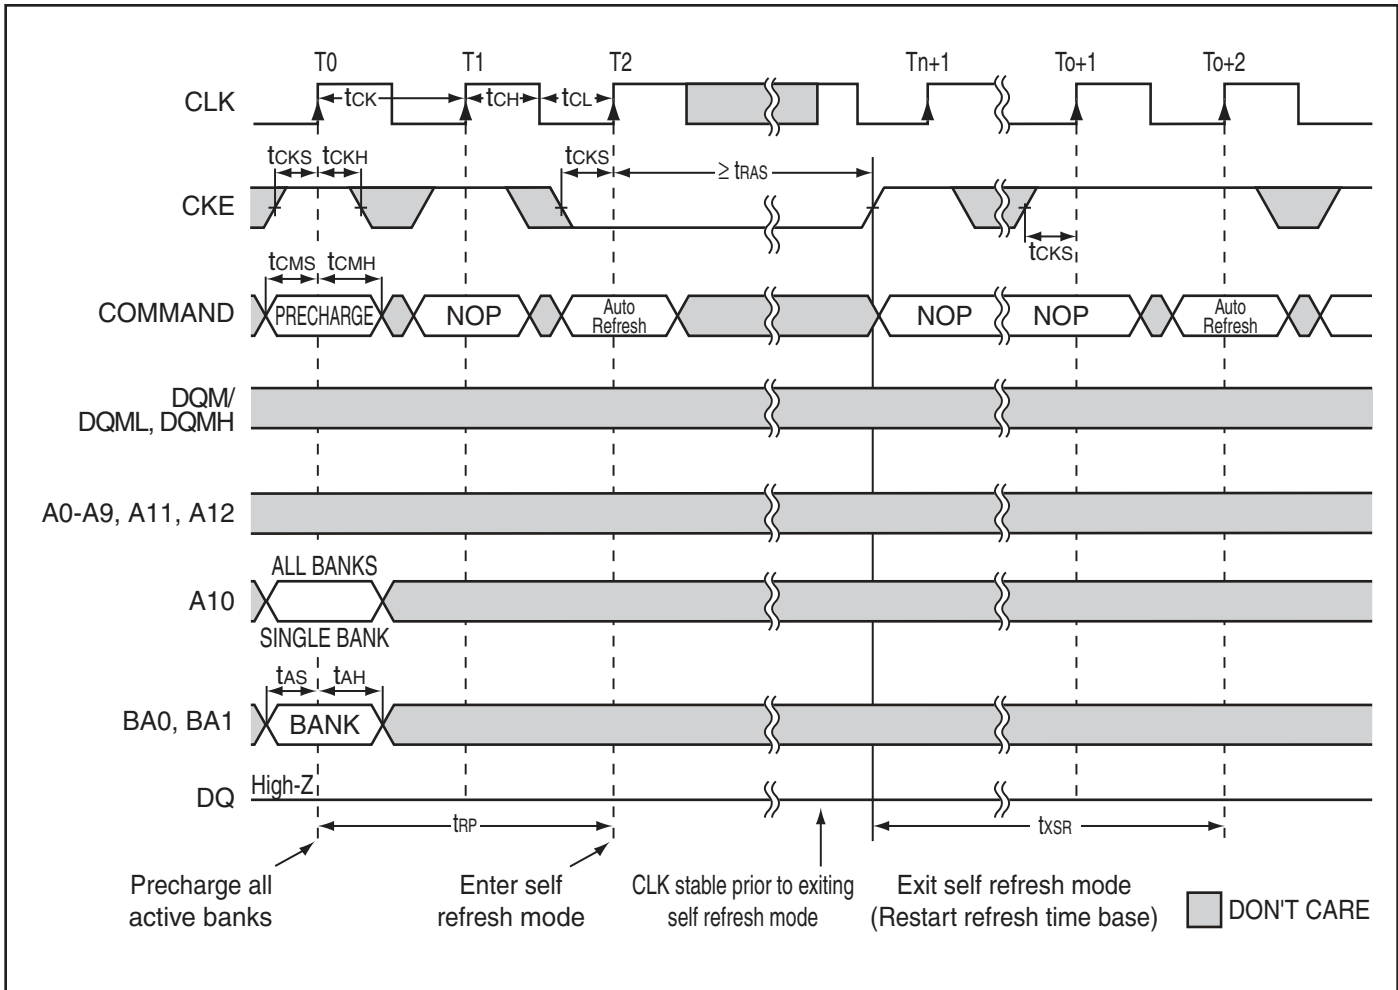 T0 T1 T2 Tn+1 To+1 To+2
CLK tCK tCH tCL
tCKS tCKH tCKS ≥ tRAS
CKE
tCKS
tCMS tCMH
COMMAND PRECHARGE NOP Auto Refresh NOP NOP Auto Refresh
DQM/
DQML, DQMH
A0-A9, A11, A12
ALL BANKS
A10
SINGLE BANK
tAS tAH
BA0, BA1 BANK
DQ High-Z
tRP tXSR
Precharge all
active banks
Enter self
refresh mode
CLK stable prior to exiting
self refresh mode
Exit self refresh mode
(Restart refresh time base)
DON'T CARE